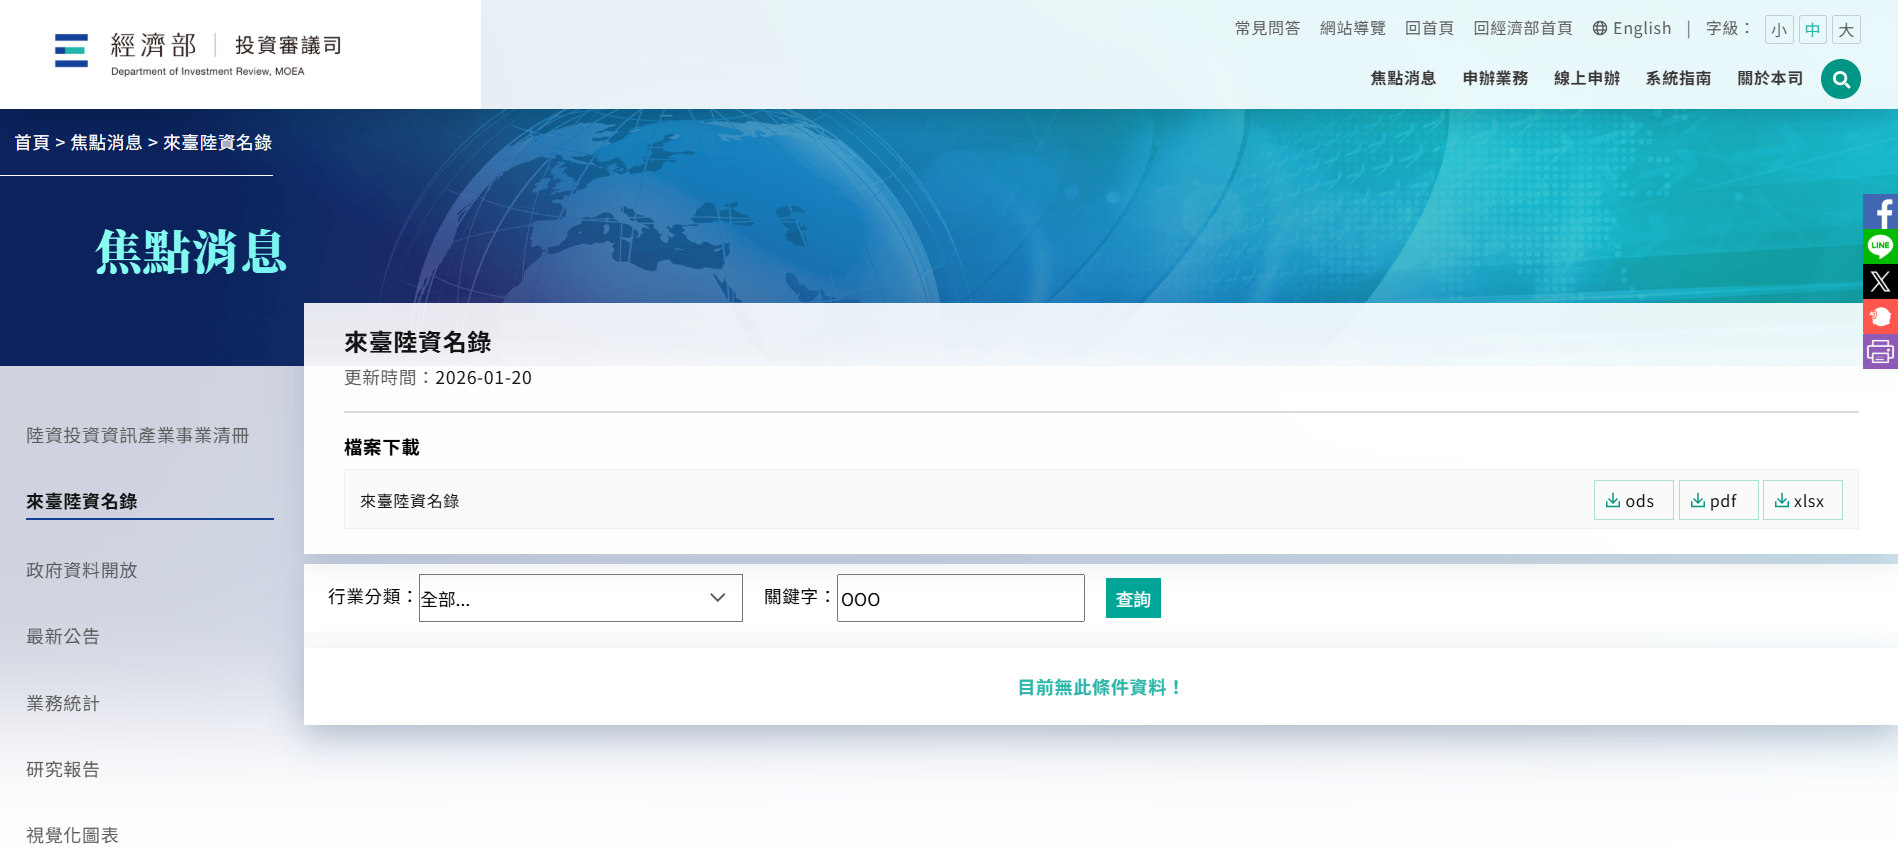 經濟部 | 投資審議司
Department of Investment Review, MOEA
常見問答 網站導覽 回首頁 回經濟部首頁 English | 字級： 小 中 大
焦點消息 申辦業務 線上申辦 系統指南 關於本司
首頁 > 焦點消息 > 來臺陸資名錄
焦點消息
LINE
來臺陸資名錄
更新時間：2026-01-20
陸資投資資訊產業事業清冊
來臺陸資名錄
政府資料開放
最新公告
業務統計
研究報告
視覺化圖表
檔案下載
來臺陸資名錄 ods pdf xlsx
行業分類： 全部... 關鍵字： OOO 查詢
目前無此條件資料！